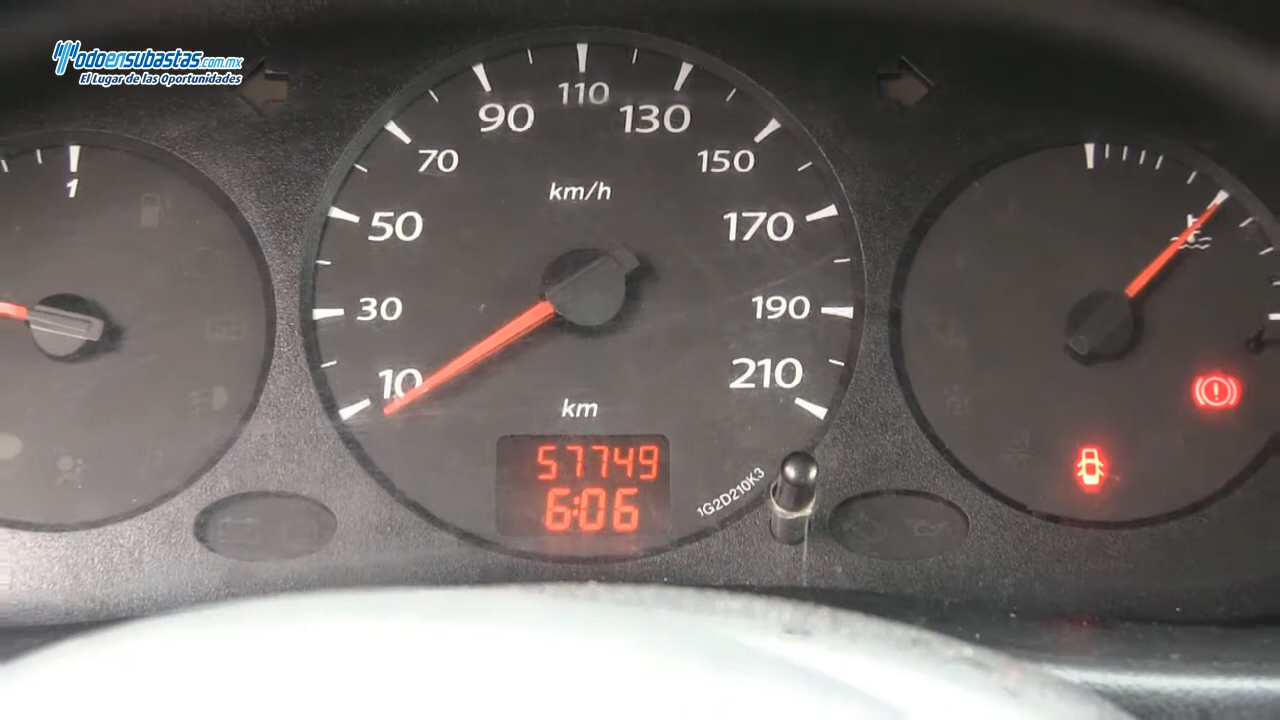 Todoensubastas.com.mx
El Lugar de las Oportunidades
110
90
130
70
150
1
km/h
50
170
30
190
10
210
km
57749
6:06
1G2D210K3